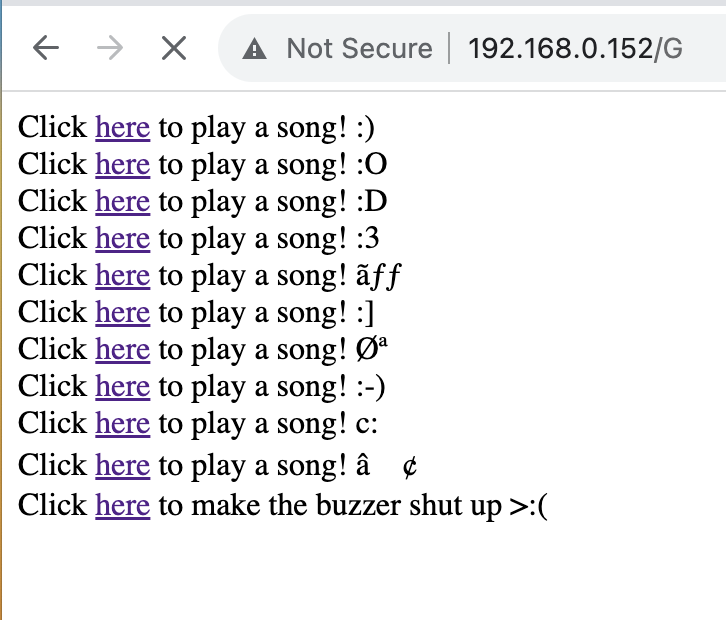 Not Secure | 192.168.0.152/G
Click here to play a song! :)
Click here to play a song! :O
Click here to play a song! :D
Click here to play a song! :3
Click here to play a song! ãƒƒ
Click here to play a song! :]
Click here to play a song! Øª
Click here to play a song! :-)
Click here to play a song! c:
Click here to play a song! â ¢
Click here to make the buzzer shut up >:(